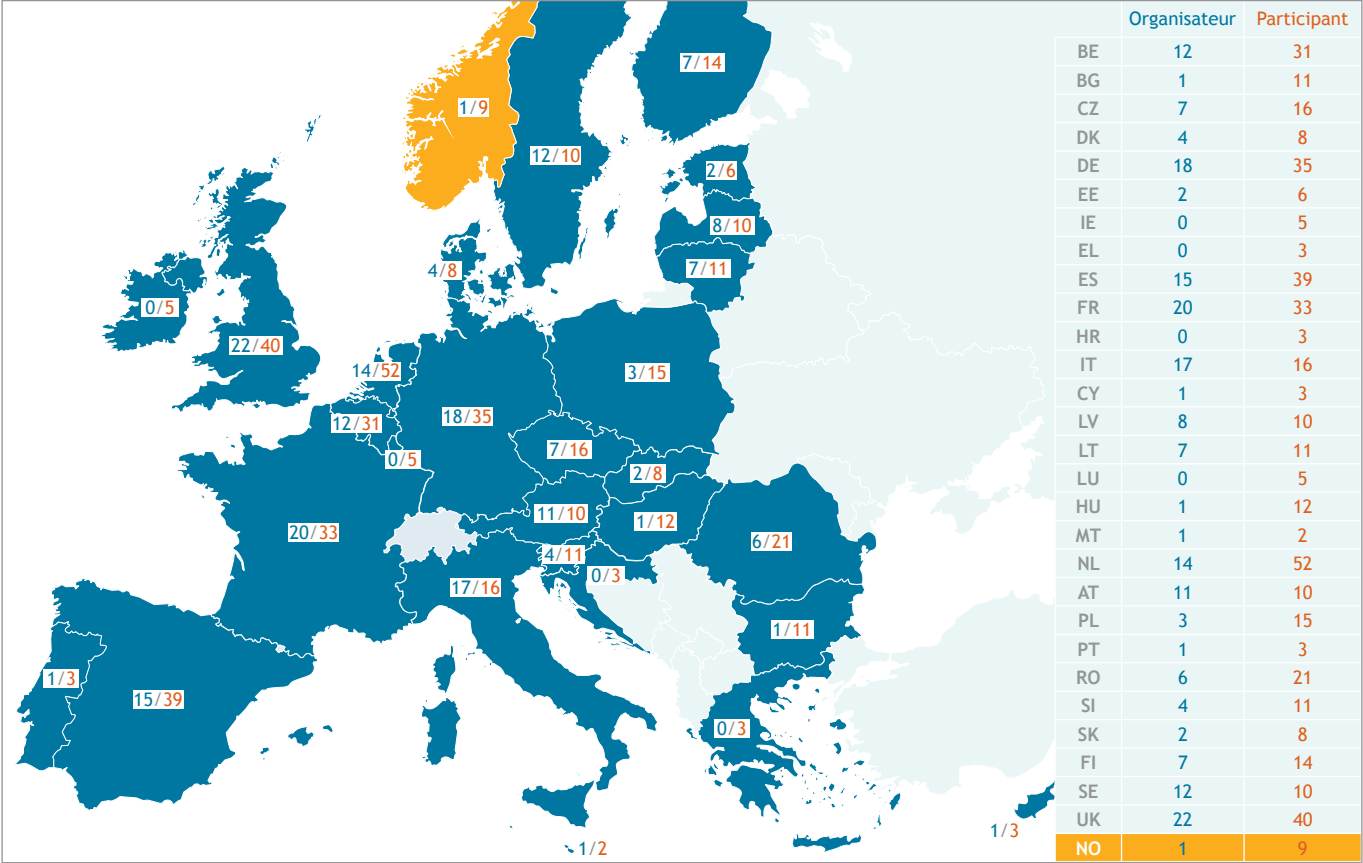 Organisateur Participant
BE 12 31
BG 1 11
CZ 7 16
DK 4 8
DE 18 35
EE 2 6
IE 0 5
EL 0 3
ES 15 39
FR 20 33
HR 0 3
IT 17 16
CY 1 3
LV 8 10
LT 7 11
LU 0 5
HU 1 12
MT 1 2
NL 14 52
AT 11 10
PL 3 15
PT 1 3
RO 6 21
SI 4 11
SK 2 8
FI 7 14
SE 12 10
UK 22 40
NO 1 9
7/14
1/9
12/10
2/6
8/10
4/8
7/11
0/5
22/40
14/52
3/15
18/35
12/31
7/16
0/5
2/8
11/10
1/12
20/33
6/21
4/11
0/3
17/16
1/11
1/3
15/39
0/3
1/3
1/2